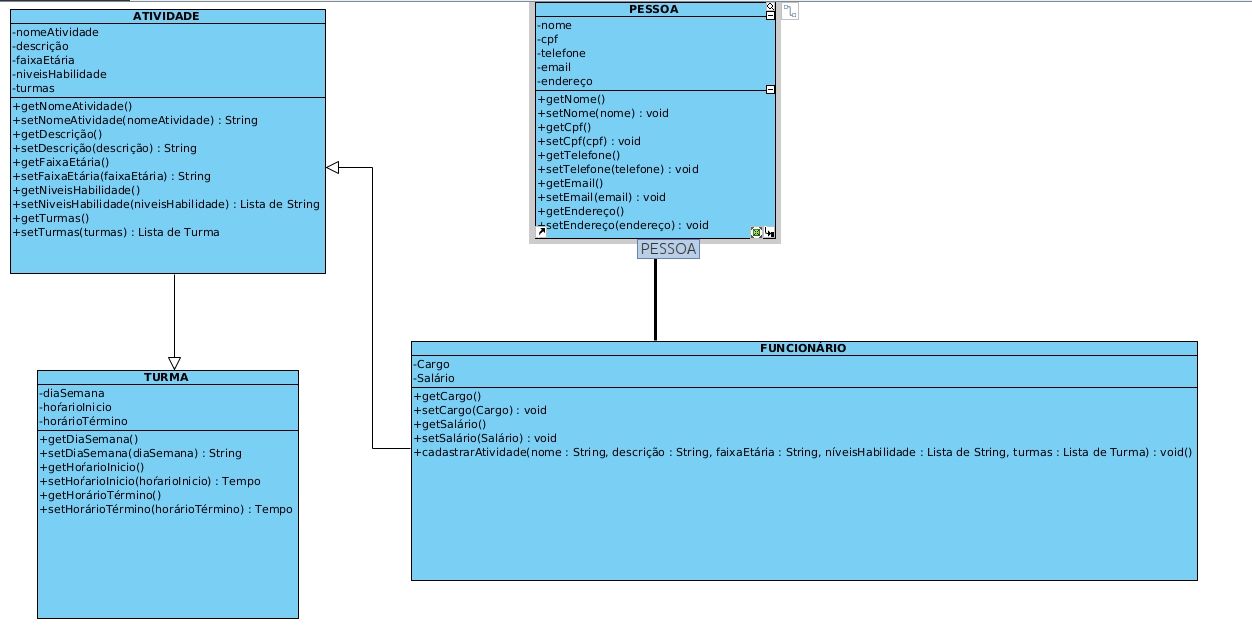 ATIVIDADE
-nomeAtividade
-descrição
-faixaEtária
-niveisHabilidade
-turmas
+getNomeAtividade()
+setNomeAtividade(nomeAtividade) : String
+getDescrição()
+setDescrição(descrição) : String
+getFaixaEtária()
+setFaixaEtária(faixaEtária) : String
+getNiveisHabilidade()
+setNiveisHabilidade(niveisHabilidade) : Lista de String
+getTurmas()
+setTurmas(turmas) : Lista de Turma
PESSOA
-nome
-cpf
-telefone
-email
-endereço
+getNome()
+setNome(nome) : void
+getCpf()
+setCpf(cpf) : void
+getTelefone()
+setTelefone(telefone) : void
+getEmail()
+setEmail(email) : void
+getEndereço()
+setEndereço(endereço) : void
PESSOA
TURMA
-diaSemana
-hoŕarioInicio
-horárioTérmino
+getDiaSemana()
+setDiaSemana(diaSemana) : String
+getHoŕarioInicio()
+setHoŕarioInicio(hoŕarioInicio) : Tempo
+getHorárioTérmino()
+setHorárioTérmino(horárioTérmino) : Tempo
FUNCIONÁRIO
-Cargo
-Salário
+getCargo()
+setCargo(Cargo) : void
+getSalário()
+setSalário(Salário) : void
+cadastrarAtividade(nome : String, descrição : String, faixaEtária : String, níveisHabilidade : Lista de String, turmas : Lista de Turma) : void()